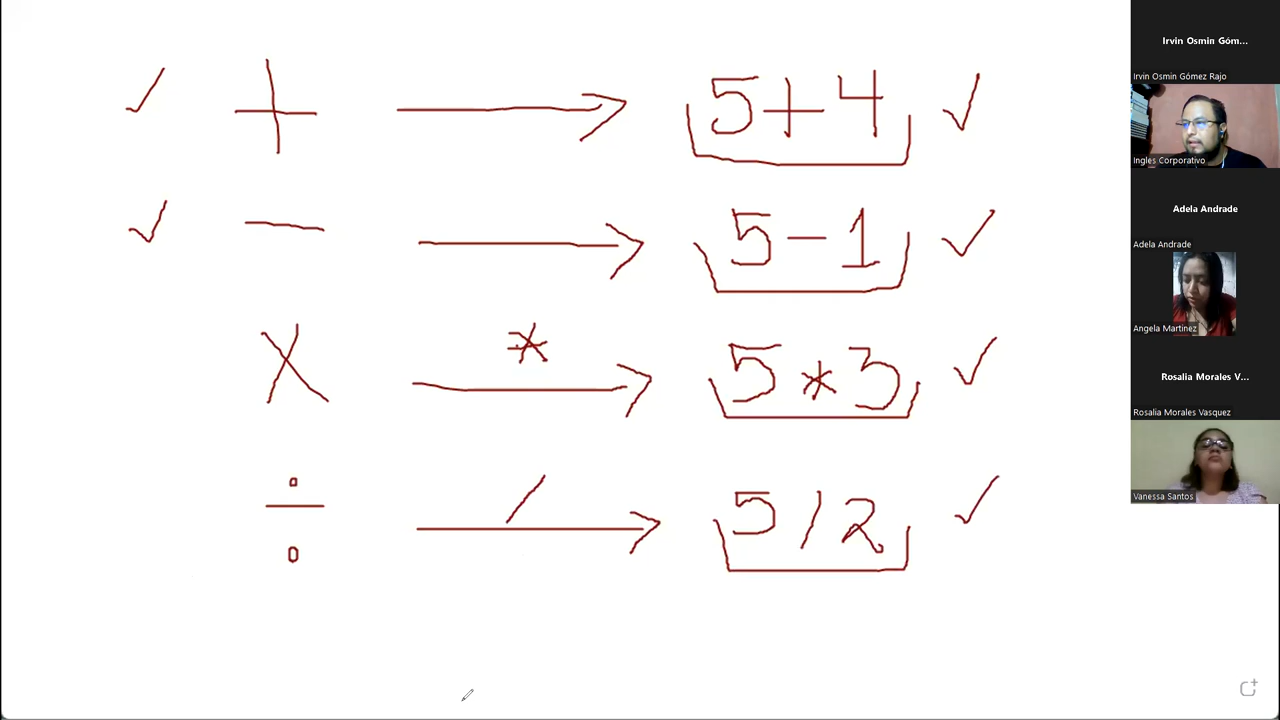 ✓ + → 5+4 ✓
✓ − → 5−1 ✓
X * → 5*3 ✓
÷ / → 5/2 ✓
Irvin Osmin Góm...
Irvin Osmin Gómez Rajo
Ingles Corporativo
Adela Andrade
Adela Andrade
Angela Martinez
Rosalia Morales V...
Rosalia Morales Vasquez
Vanessa Santos